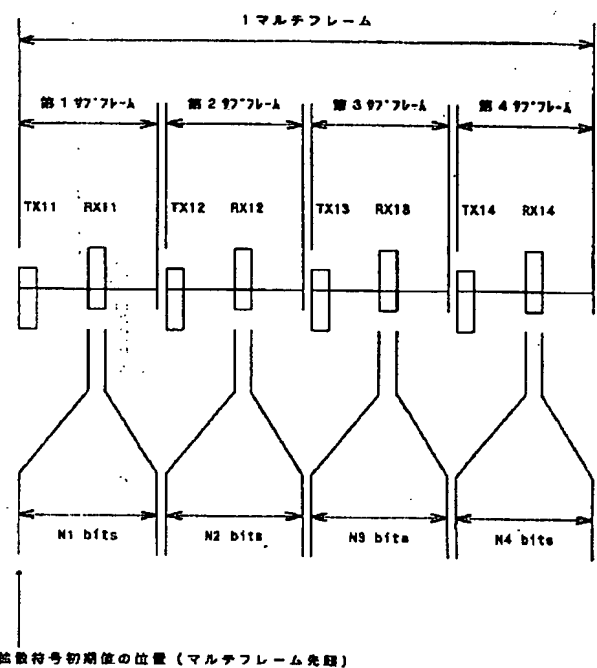 1マルチフレーム
第1サブフレーム 第2サブフレーム 第3サブフレーム 第4サブフレーム
TX11 RX11 TX12 RX12 TX13 RX13 TX14 RX14
N1 bits N2 bits N3 bits N4 bits
拡散符号初期値の位置（マルチフレーム先頭）